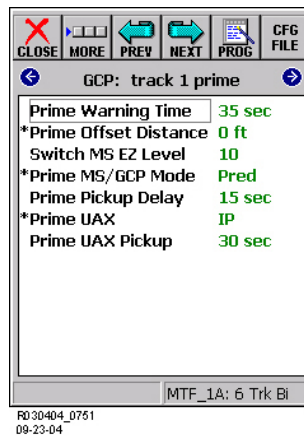 CLOSE MORE PREV NEXT PROG CFG FILE
GCP: track 1 prime
Prime Warning Time 35 sec
*Prime Offset Distance 0 ft
Switch MS EZ Level 10
*Prime MS/GCP Mode Pred
Prime Pickup Delay 15 sec
*Prime UAX IP
Prime UAX Pickup 30 sec
MTF_1A: 6 Trk Bi
R030404_0751
09-23-04